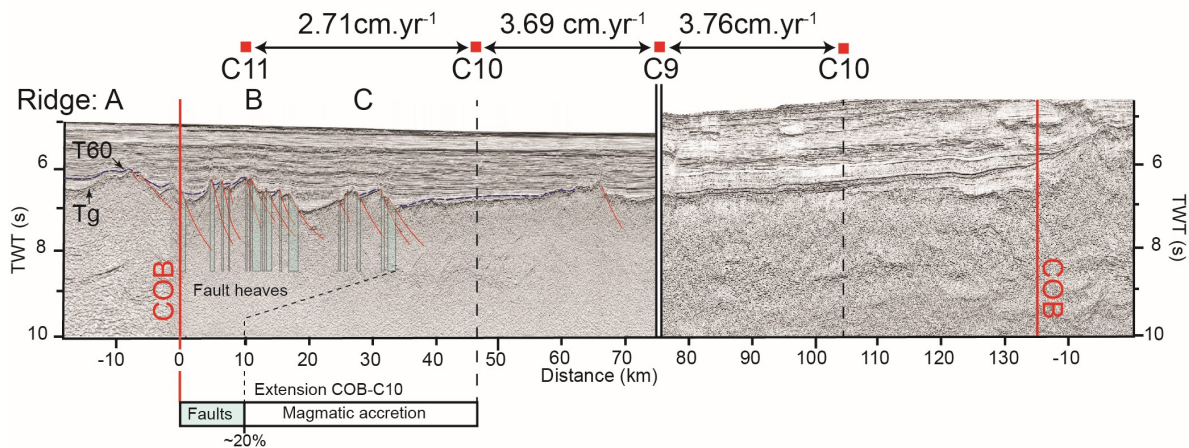 2.71cm.yr⁻¹ 3.69 cm.yr⁻¹ 3.76cm.yr⁻¹
C11 C10 C9 C10
Ridge: A B C
T60
Tg
6 6
TWT (s) TWT (s)
8 8
COB COB
Fault heaves
10 10
-10 0 10 20 30 40 50 60 70 80 90 100 110 120 130 -10
Distance (km)
Extension COB-C10
Faults Magmatic accretion
~20%